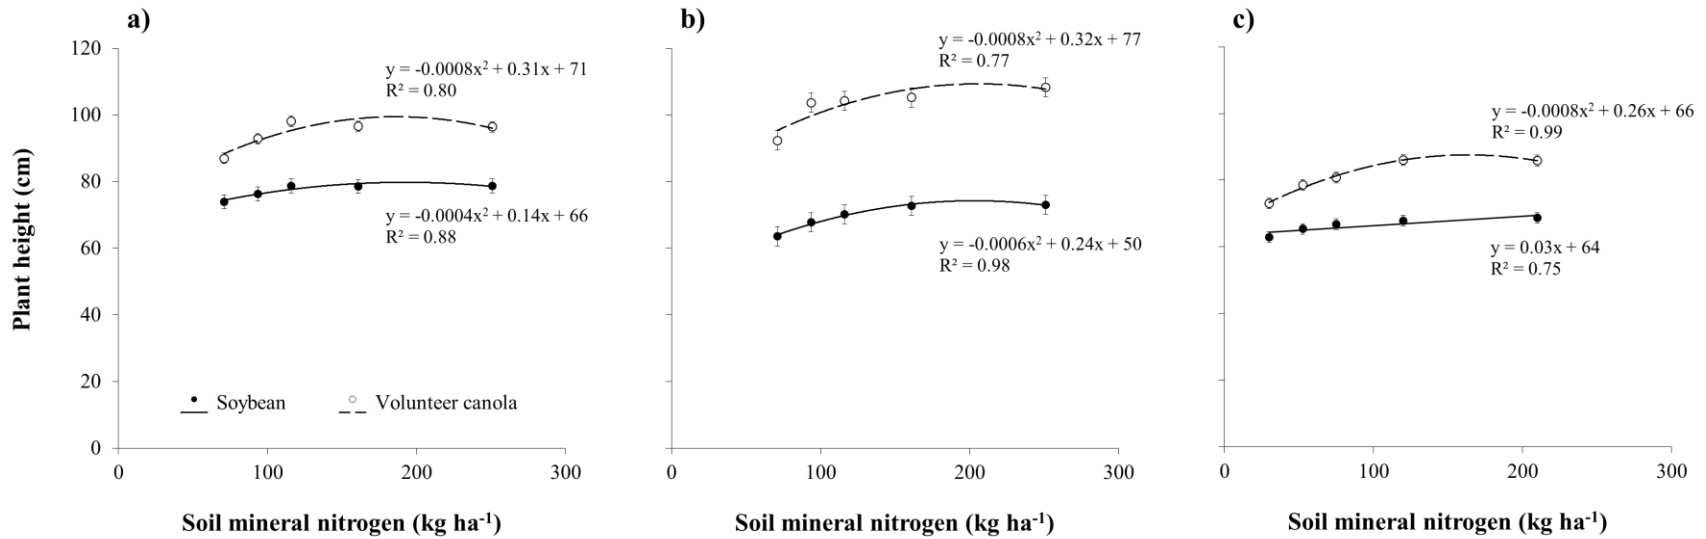 a)
b)
c)
Plant height (cm)
120
100
80
60
40
20
0
y = -0.0008x² + 0.31x + 71
R² = 0.80
y = -0.0004x² + 0.14x + 66
R² = 0.88
Soybean
Volunteer canola
0 100 200 300
Soil mineral nitrogen (kg ha⁻¹)
y = -0.0008x² + 0.32x + 77
R² = 0.77
y = -0.0006x² + 0.24x + 50
R² = 0.98
0 100 200 300
Soil mineral nitrogen (kg ha⁻¹)
y = -0.0008x² + 0.26x + 66
R² = 0.99
y = 0.03x + 64
R² = 0.75
0 100 200 300
Soil mineral nitrogen (kg ha⁻¹)